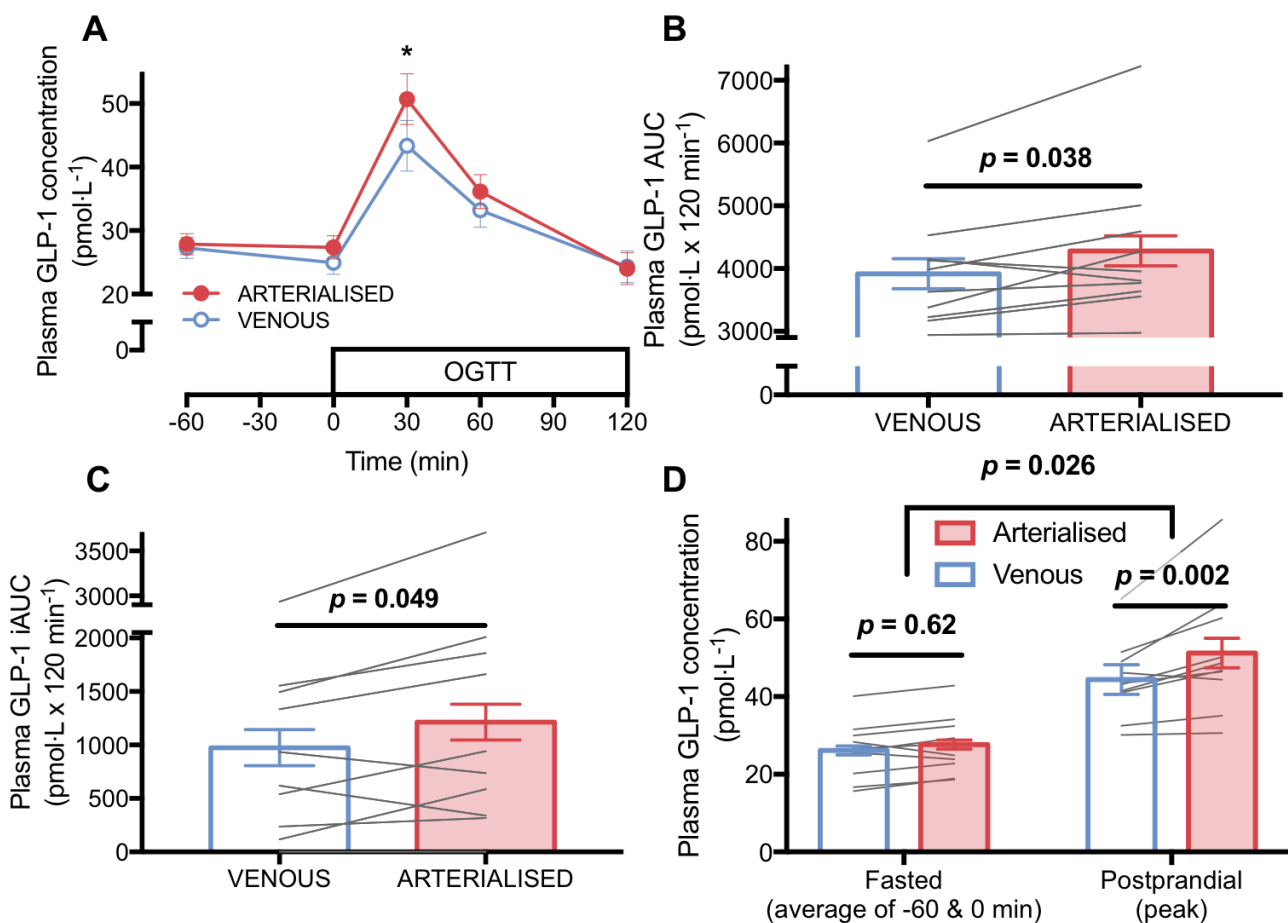 A
Plasma GLP-1 concentration
(pmol·L-1)
*
50
40
30
20
0
ARTERIALISED
VENOUS
OGTT
-60 -30 0 30 60 90 120
Time (min)
B
Plasma GLP-1 AUC
(pmol·L x 120 min-1)
7000
6000
5000
4000
3000
0
p = 0.038
VENOUS ARTERIALISED
C
Plasma GLP-1 iAUC
(pmol·L x 120 min-1)
3500
3000
2000
1500
1000
500
0
p = 0.049
VENOUS ARTERIALISED
D
Plasma GLP-1 concentration
(pmol·L-1)
80
60
40
20
0
p = 0.026
Arterialised
Venous
p = 0.62
p = 0.002
Fasted
(average of -60 & 0 min)
Postprandial
(peak)